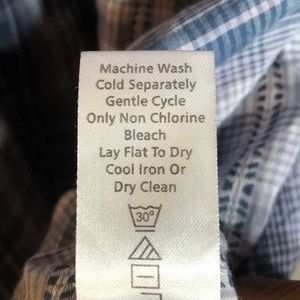 Machine Wash
Cold Separately
Gentle Cycle
Only Non Chlorine
Bleach
Lay Flat To Dry
Cool Iron Or
Dry Clean
30°